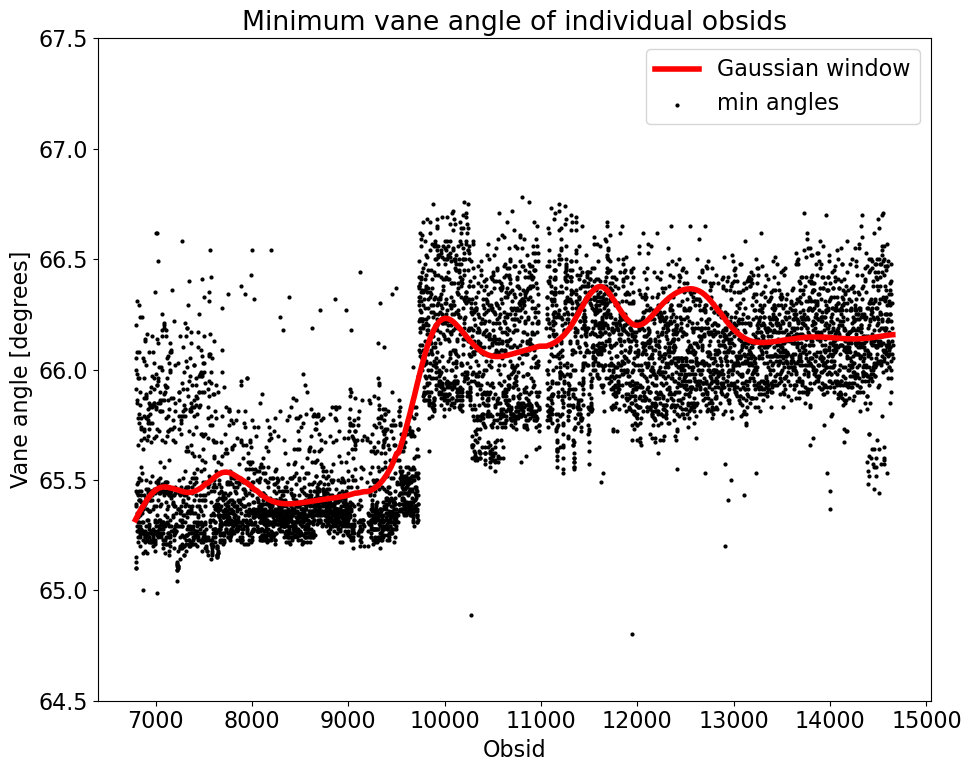 Minimum vane angle of individual obsids
Gaussian window
min angles
Vane angle [degrees]
67.5
67.0
66.5
66.0
65.5
65.0
64.5
7000 8000 9000 10000 11000 12000 13000 14000 15000
Obsid